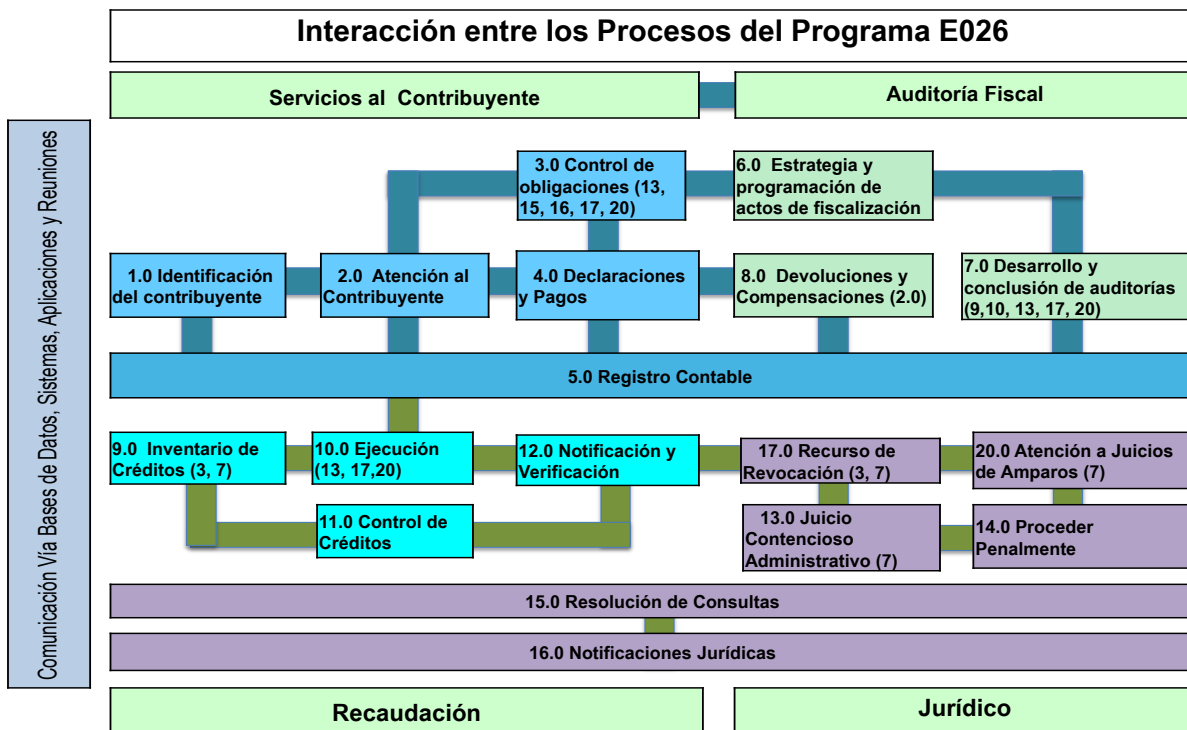 Interacción entre los Procesos del Programa E026
Servicios al Contribuyente
Auditoría Fiscal
Comunicación Vía Bases de Datos, Sistemas, Aplicaciones y Reuniones
3.0 Control de
obligaciones (13,
15, 16, 17, 20)
6.0 Estrategia y
programación de
actos de fiscalización
1.0 Identificación
del contribuyente
2.0 Atención al
Contribuyente
4.0 Declaraciones
y Pagos
8.0 Devoluciones y
Compensaciones (2.0)
7.0 Desarrollo y
conclusión de auditorías
(9,10, 13, 17, 20)
5.0 Registro Contable
9.0 Inventario de
Créditos (3, 7)
10.0 Ejecución
(13, 17,20)
12.0 Notificación y
Verificación
17.0 Recurso de
Revocación (3, 7)
20.0 Atención a Juicios
de Amparos (7)
11.0 Control de
Créditos
13.0 Juicio
Contencioso
Administrativo (7)
14.0 Proceder
Penalmente
15.0 Resolución de Consultas
16.0 Notificaciones Jurídicas
Recaudación
Jurídico